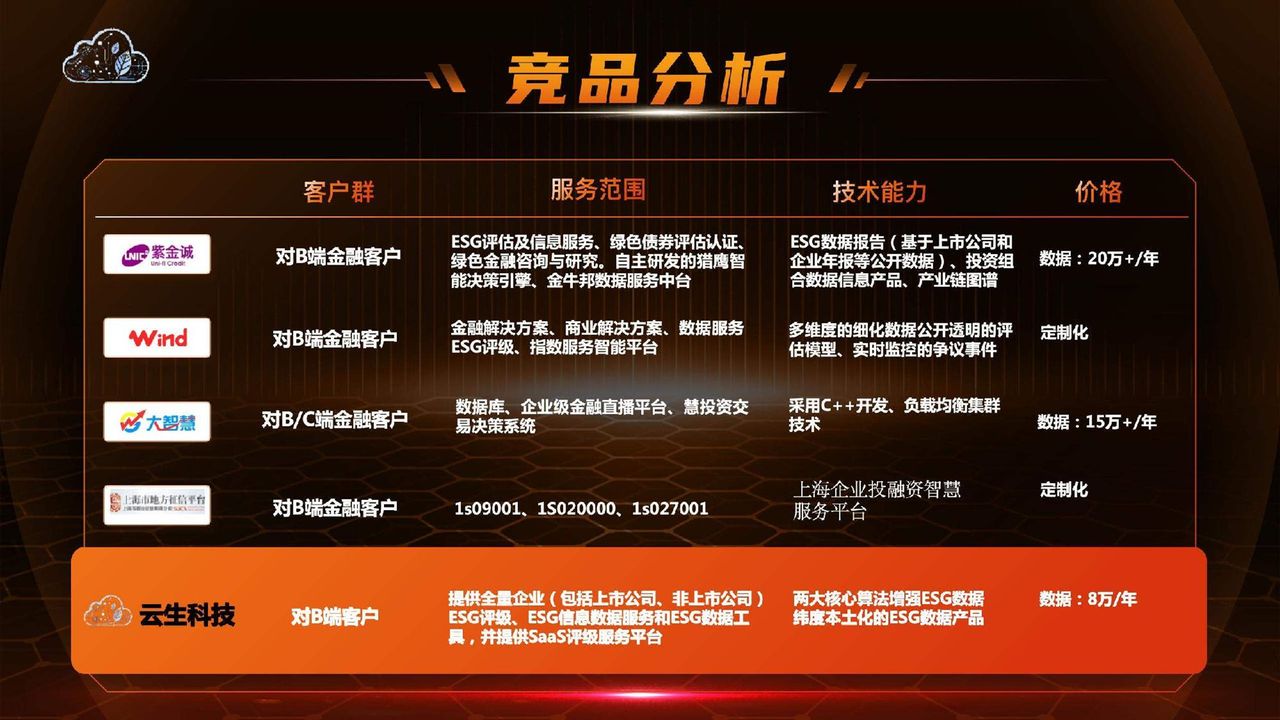 竞品分析
客户群 服务范围 技术能力 价格
UNIC 紫金诚
Uni-It Credit
对B端金融客户
ESG评估及信息服务、绿色债券评估认证、
绿色金融咨询与研究。自主研发的猎鹰智
能决策引擎、金牛邦数据服务中台
ESG数据报告（基于上市公司和
企业年报等公开数据）、投资组
合数据信息产品、产业链图谱
数据：20万+/年
Wind
对B端金融客户
金融解决方案、商业解决方案、数据服务
ESG评级、指数服务智能平台
多维度的细化数据公开透明的评
估模型、实时监控的争议事件
定制化
大智慧
对B/C端金融客户
数据库、企业级金融直播平台、慧投资交
易决策系统
采用C++开发、负载均衡集群
技术
数据：15万+/年
上海市地方征信平台
对B端金融客户
1s09001、1S020000、1s027001
上海企业投融资智慧
服务平台
定制化
云生科技
对B端客户
提供全量企业（包括上市公司、非上市公司）
ESG评级、ESG信息数据服务和ESG数据工
具，并提供SaaS评级服务平台
两大核心算法增强ESG数据
纬度本土化的ESG数据产品
数据：8万/年